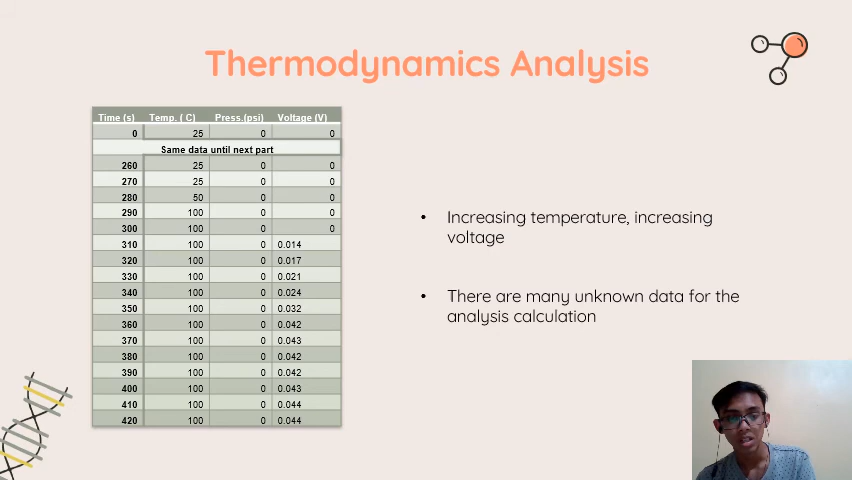 Thermodynamics Analysis
Time (s) Temp. ( C) Press.(psi) Voltage (V)
0 25 0 0
Same data until next part
260 25 0 0
270 25 0 0
280 50 0 0
290 100 0 0
300 100 0 0
310 100 0 0.014
320 100 0 0.017
330 100 0 0.021
340 100 0 0.024
350 100 0 0.032
360 100 0 0.042
370 100 0 0.043
380 100 0 0.042
390 100 0 0.042
400 100 0 0.043
410 100 0 0.044
420 100 0 0.044
• Increasing temperature, increasing
voltage
• There are many unknown data for the
analysis calculation